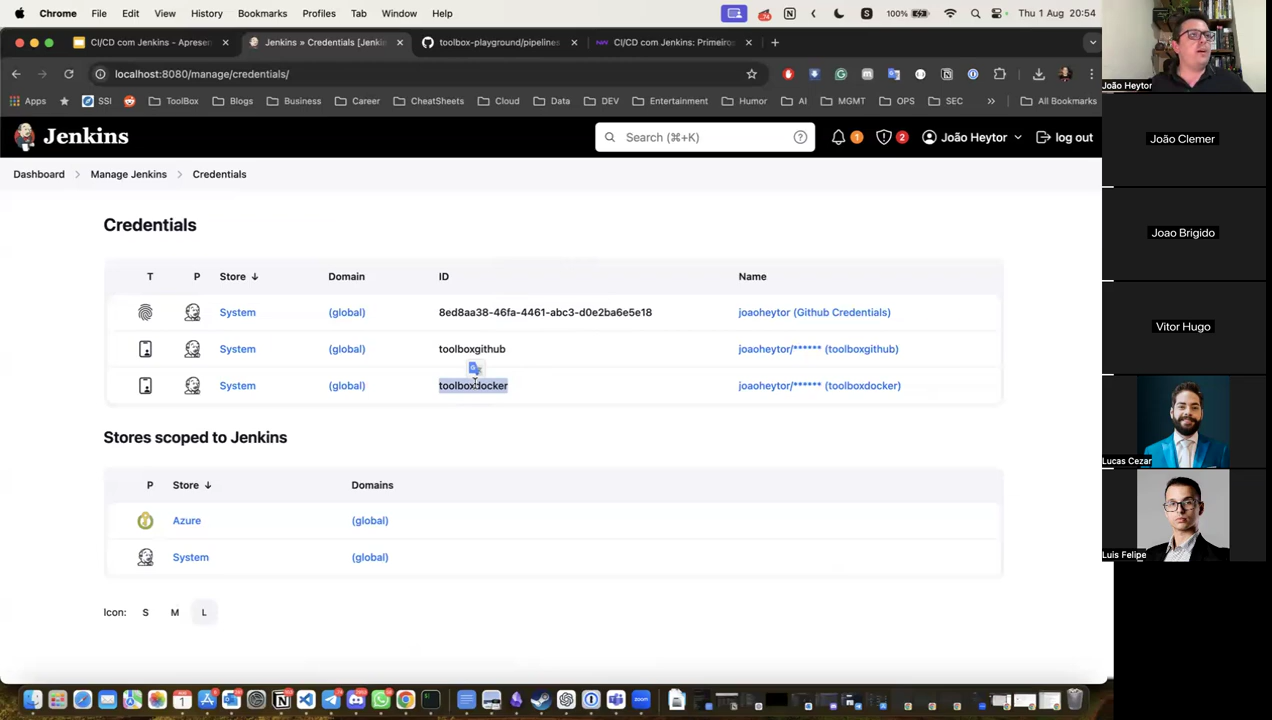 Chrome File Edit View History Bookmarks Profiles Tab Window Help 100% Thu 1 Aug 20:54
CI/CD com Jenkins - Apresen
Jenkins » Credentials [Jenkin
toolbox-playground/pipelines
CI/CD com Jenkins: Primeiros
localhost:8080/manage/credentials/
Apps SSI ToolBox Blogs Business Career CheatSheets Cloud Data DEV Entertainment Humor AI MGMT OPS SEC » All Bookmarks
Jenkins
Search (⌘+K)
1
2
João Heytor
log out
Dashboard > Manage Jenkins > Credentials
Credentials
T P Store ↓ Domain ID Name
System (global) 8ed8aa38-46fa-4461-abc3-d0e2ba6e5e18 joaoheytor (Github Credentials)
System (global) toolboxgithub joaoheytor/****** (toolboxgithub)
System (global) toolboxdocker joaoheytor/****** (toolboxdocker)
Stores scoped to Jenkins
P Store ↓ Domains
Azure (global)
System (global)
Icon: S M L
João Heytor
João Clemer
Joao Brigido
Vitor Hugo
Lucas Cezar
Luis Felipe